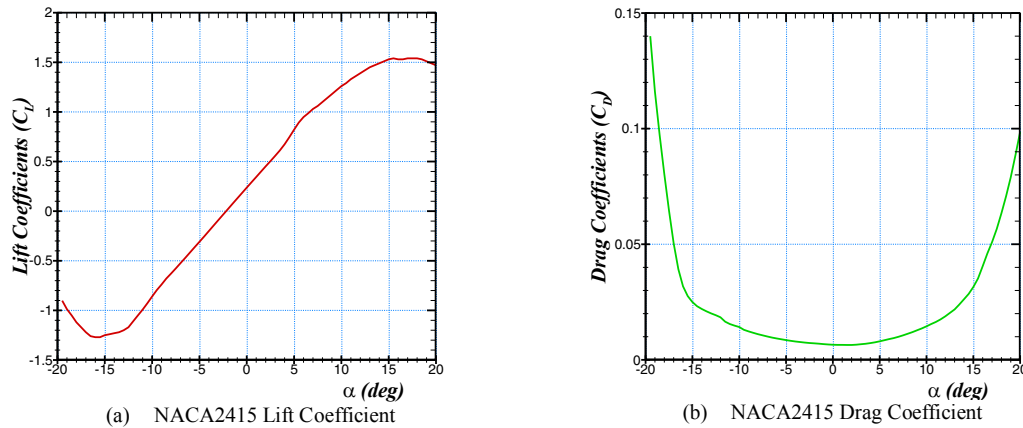 Lift Coefficients (C_L)
2
1.5
1
0.5
0
-0.5
-1
-1.5
-20 -15 -10 -5 0 5 10 15 20
α (deg)
(a) NACA2415 Lift Coefficient
Drag Coefficients (C_D)
0.15
0.1
0.05
0
-20 -15 -10 -5 0 5 10 15 20
α (deg)
(b) NACA2415 Drag Coefficient